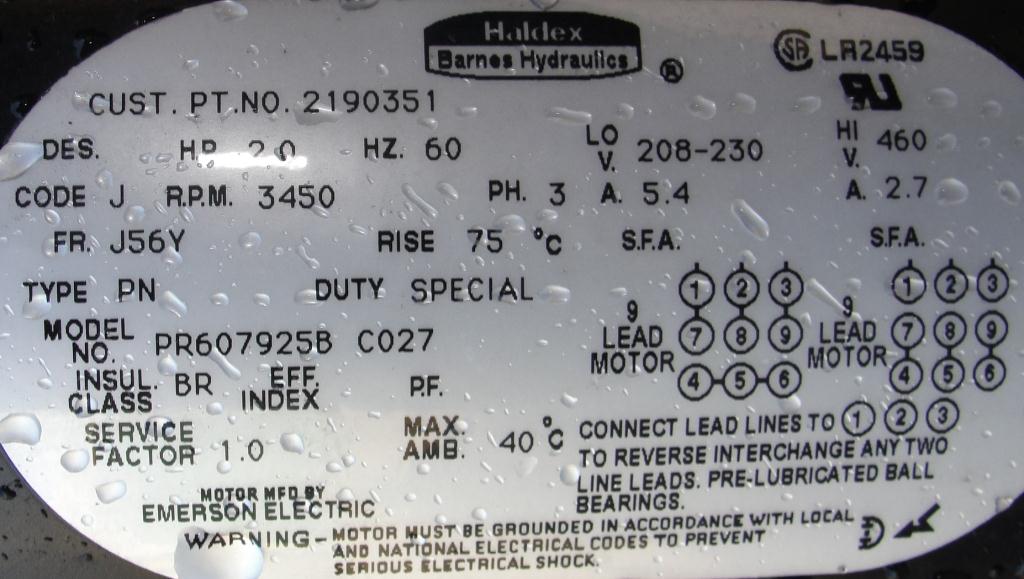 Haldex
Barnes Hydraulics ®
SA LR2459
RU
CUST. PT.NO. 2190351
DES. HP 2.0 HZ. 60 LO V. 208-230 HI V. 460
CODE J R.P.M. 3450 PH. 3 A. 5.4 A. 2.7
FR. J56Y RISE 75 °C S.F.A. S.F.A.
TYPE PN DUTY SPECIAL
MODEL NO. PR607925B C027
INSUL. CLASS BR EFF. INDEX P.F.
SERVICE FACTOR 1.0 MAX. AMB. 40 °C
9 LEAD MOTOR
1 2 3
7 8 9
4 5 6
9 LEAD MOTOR
1 2 3
7 8 9
4 5 6
CONNECT LEAD LINES TO 1 2 3
TO REVERSE INTERCHANGE ANY TWO
LINE LEADS. PRE-LUBRICATED BALL
BEARINGS.
MOTOR MFD BY
EMERSON ELECTRIC
WARNING - MOTOR MUST BE GROUNDED IN ACCORDANCE WITH LOCAL
AND NATIONAL ELECTRICAL CODES TO PREVENT
SERIOUS ELECTRICAL SHOCK.